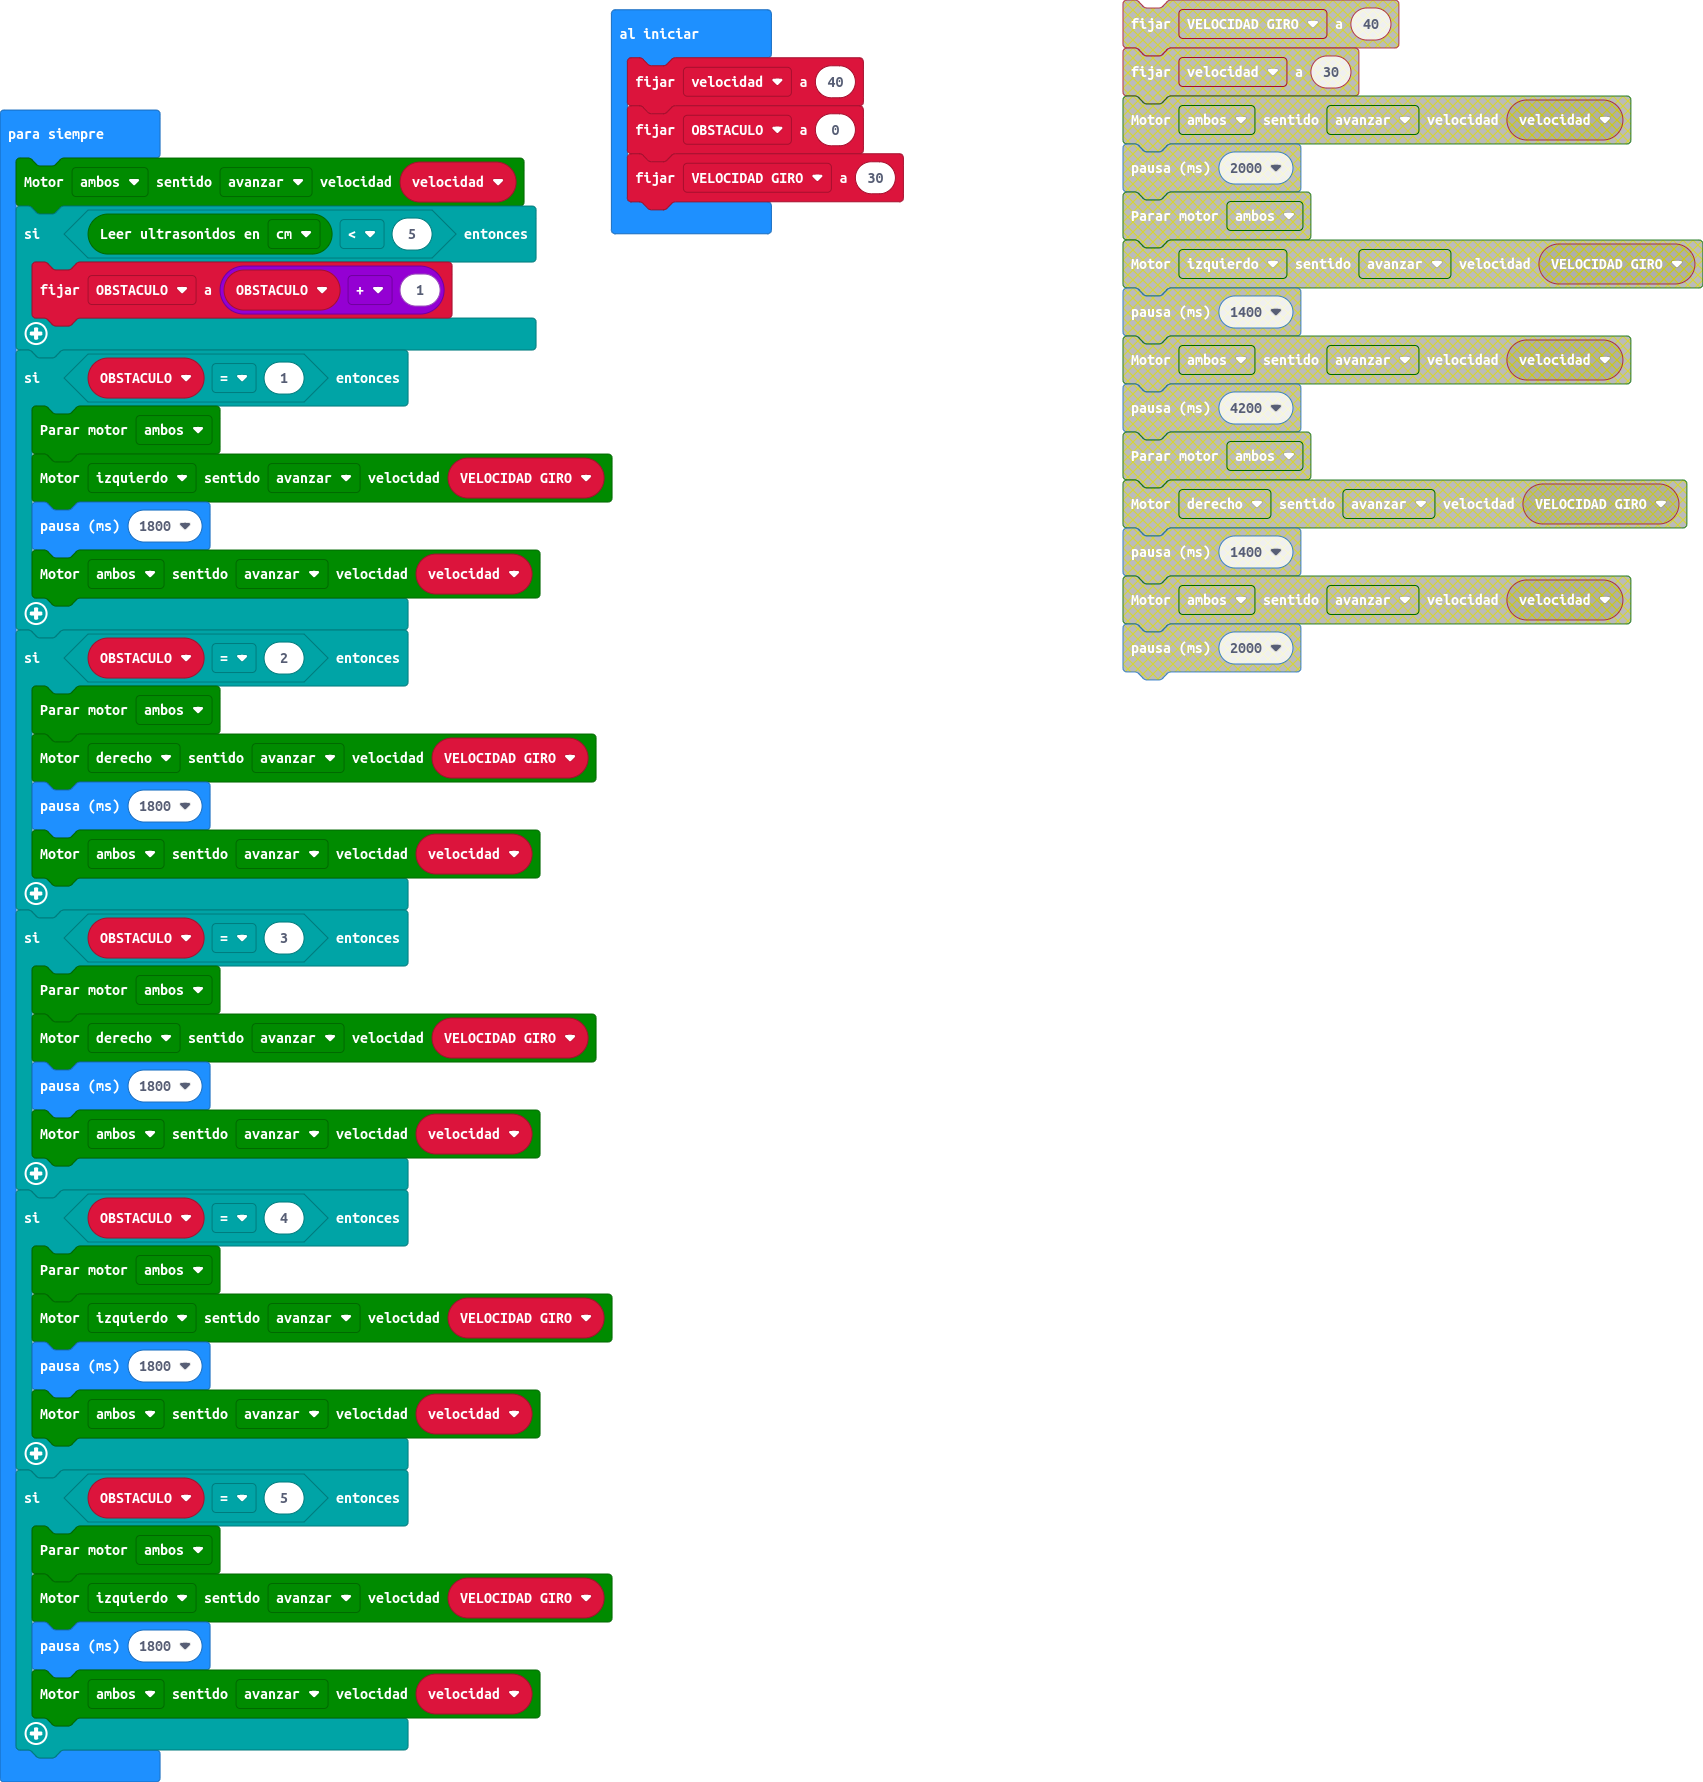 para siempre
Motor ambos sentido avanzar velocidad velocidad
si Leer ultrasonidos en cm < 5 entonces
fijar OBSTACULO a OBSTACULO + 1
si OBSTACULO = 1 entonces
Parar motor ambos
Motor izquierdo sentido avanzar velocidad VELOCIDAD GIRO
pausa (ms) 1800
Motor ambos sentido avanzar velocidad velocidad
si OBSTACULO = 2 entonces
Parar motor ambos
Motor derecho sentido avanzar velocidad VELOCIDAD GIRO
pausa (ms) 1800
Motor ambos sentido avanzar velocidad velocidad
si OBSTACULO = 3 entonces
Parar motor ambos
Motor derecho sentido avanzar velocidad VELOCIDAD GIRO
pausa (ms) 1800
Motor ambos sentido avanzar velocidad velocidad
si OBSTACULO = 4 entonces
Parar motor ambos
Motor izquierdo sentido avanzar velocidad VELOCIDAD GIRO
pausa (ms) 1800
Motor ambos sentido avanzar velocidad velocidad
si OBSTACULO = 5 entonces
Parar motor ambos
Motor izquierdo sentido avanzar velocidad VELOCIDAD GIRO
pausa (ms) 1800
Motor ambos sentido avanzar velocidad velocidad
al iniciar
fijar velocidad a 40
fijar OBSTACULO a 0
fijar VELOCIDAD GIRO a 30
fijar VELOCIDAD GIRO a 40
fijar velocidad a 30
Motor ambos sentido avanzar velocidad velocidad
pausa (ms) 2000
Parar motor ambos
Motor izquierdo sentido avanzar velocidad VELOCIDAD GIRO
pausa (ms) 1400
Motor ambos sentido avanzar velocidad velocidad
pausa (ms) 4200
Parar motor ambos
Motor derecho sentido avanzar velocidad VELOCIDAD GIRO
pausa (ms) 1400
Motor ambos sentido avanzar velocidad velocidad
pausa (ms) 2000